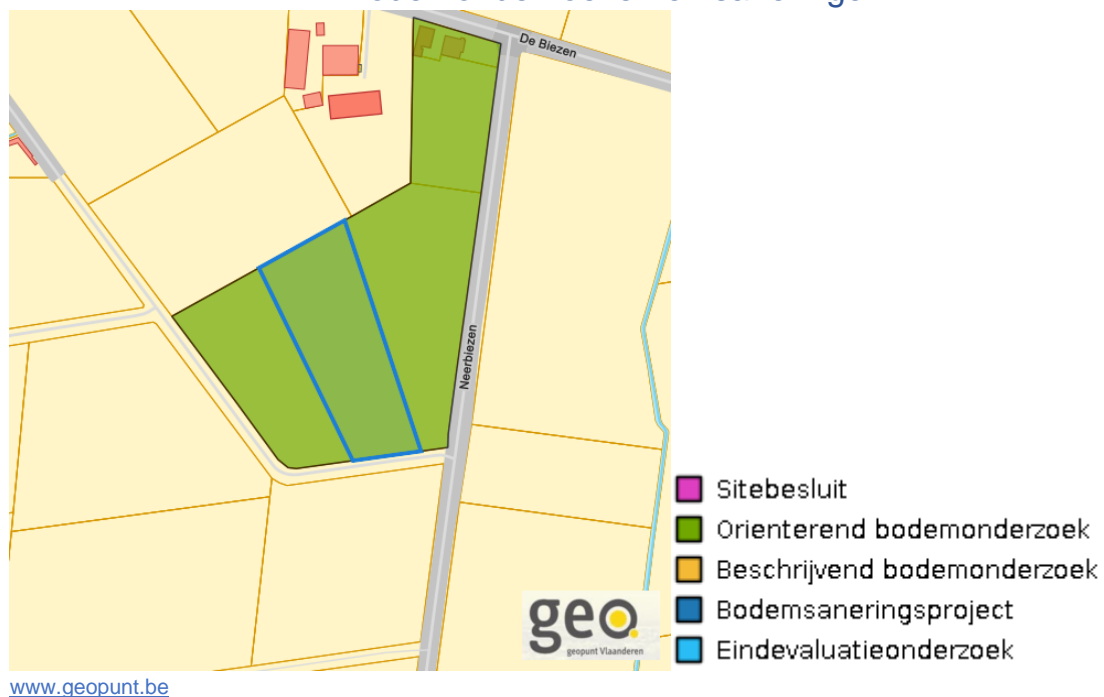 De Biezen
Neerbiezen
geo.
geopunt Vlaanderen
Sitebesluit
Orienterend bodemonderzoek
Beschrijvend bodemonderzoek
Bodemsaneringsproject
Eindevaluatieonderzoek
www.geopunt.be